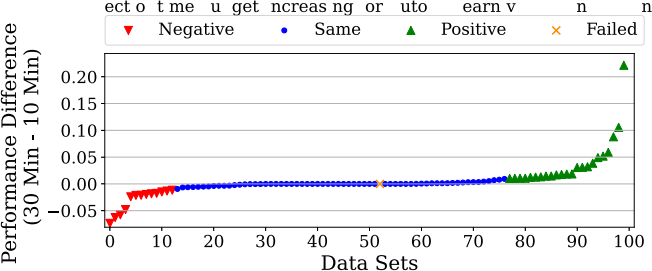 Negative Same Positive Failed
Performance Difference
(30 Min - 10 Min)
0.20
0.15
0.10
0.05
0.00
−0.05
0 10 20 30 40 50 60 70 80 90 100
Data Sets